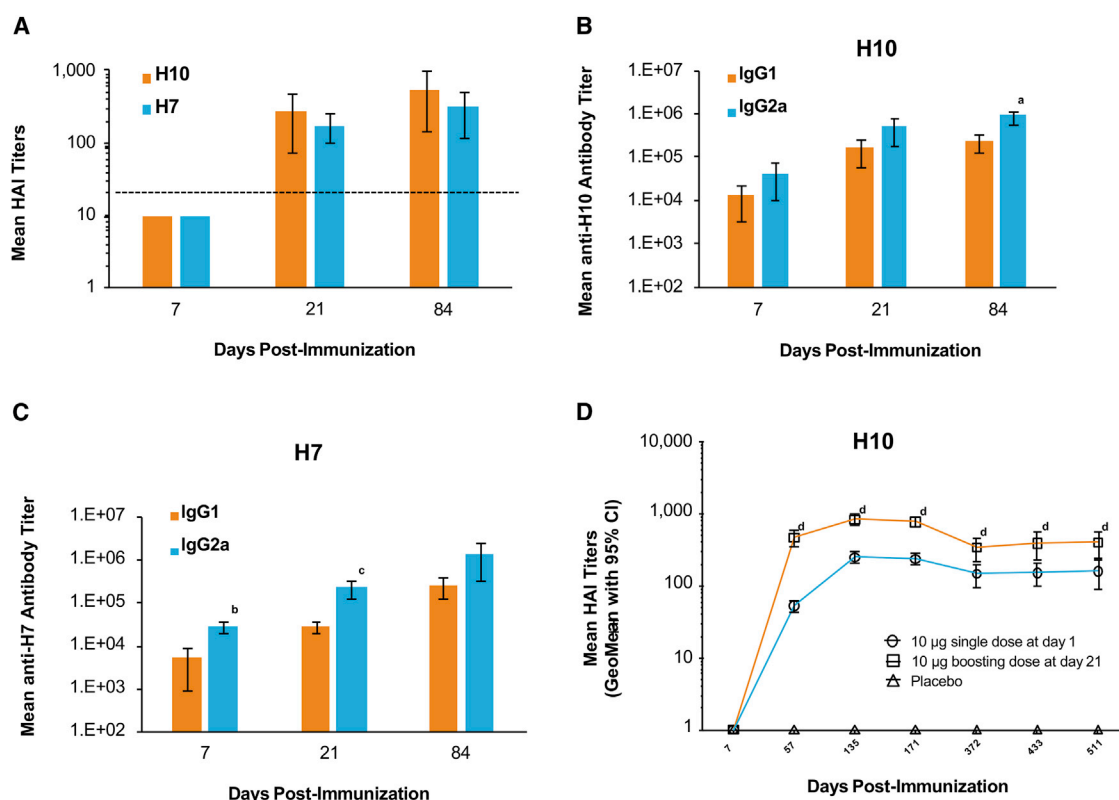 A
1,000
100
10
1
Mean HAI Titers
H10
H7
7 21 84
Days Post-Immunization
B
H10
1.E+07
1.E+06
1.E+05
1.E+04
1.E+03
1.E+02
Mean anti-H10 Antibody Titer
IgG1
IgG2a
a
7 21 84
Days Post-Immunization
C
H7
1.E+07
1.E+06
1.E+05
1.E+04
1.E+03
1.E+02
Mean anti-H7 Antibody Titer
IgG1
IgG2a
b
c
7 21 84
Days Post-Immunization
D
H10
10,000
1,000
100
10
1
Mean HAI Titers
(GeoMean with 95% CI)
d d d d d d
10 µg single dose at day 1
10 µg boosting dose at day 21
Placebo
7 57 135 171 372 433 511
Days Post-Immunization